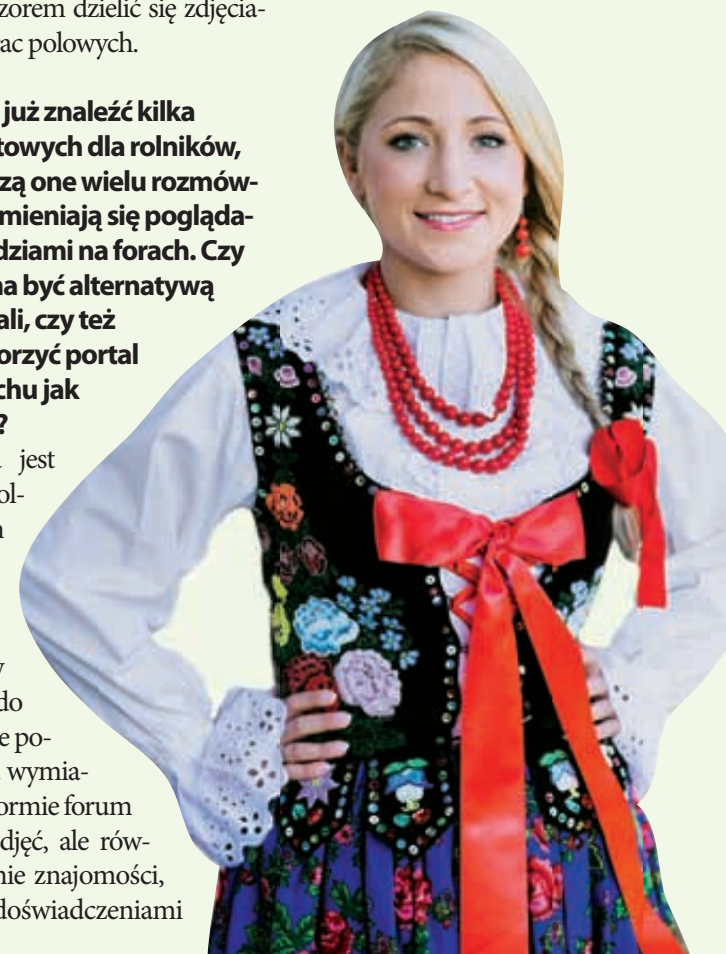 zorem dzielić się zdjęcia-
ac polowych.
już znaleźć kilka
towych dla rolników,
zą one wielu rozmów-
mieniają się pogląda-
dziami na forach. Czy
na być alternatywą
ali, czy też
orzyć portal
chu jak
?
jest
ol-
do
e po-
wymia-
ormie forum
djęć, ale rów-
nie znajomości,
doświadczeniami